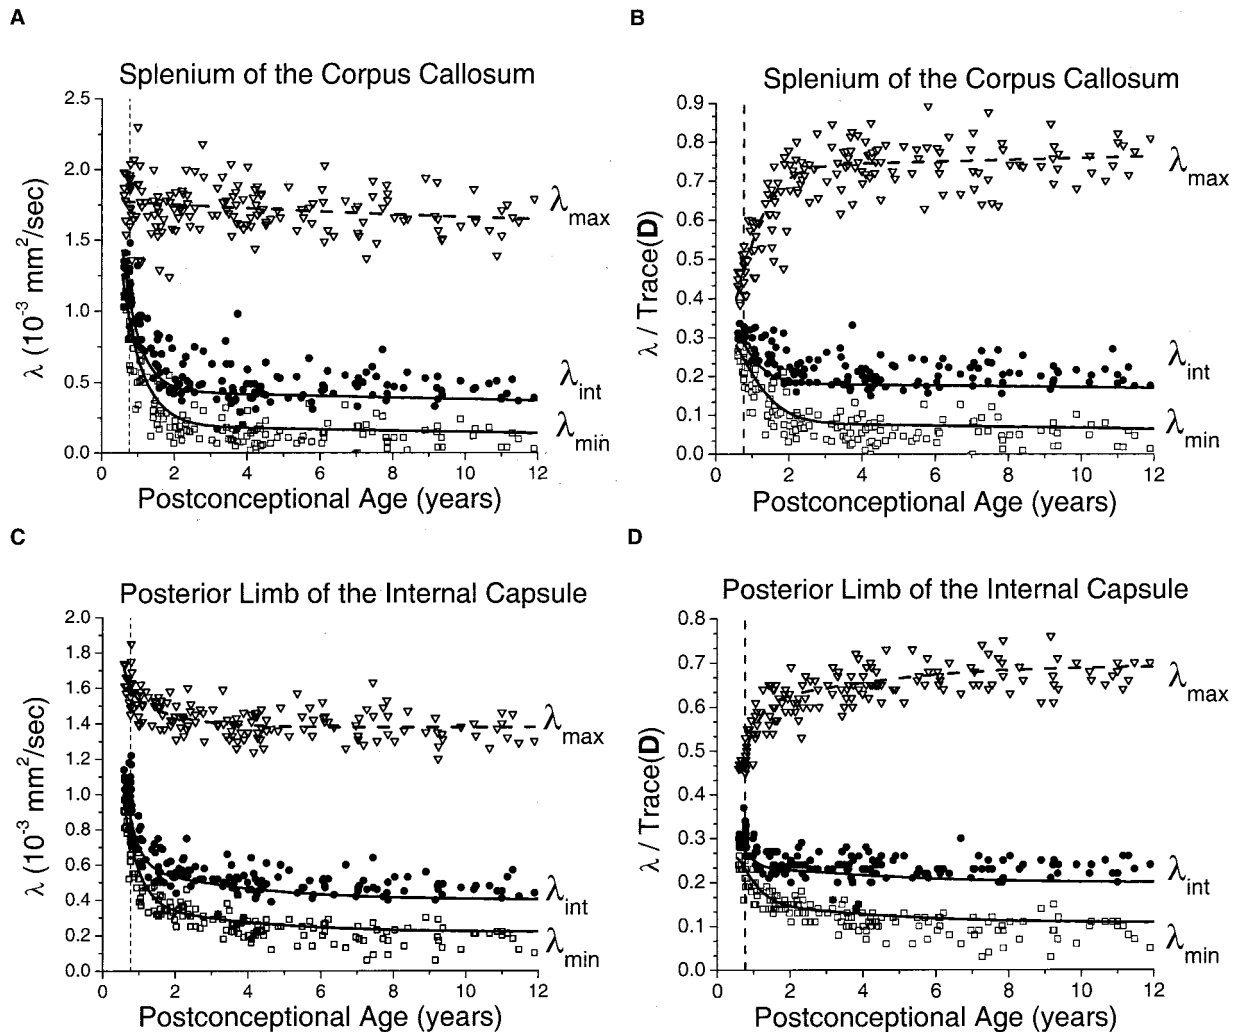 A
Splenium of the Corpus Callosum
λ (10⁻³ mm²/sec)
2.5
2.0
1.5
1.0
0.5
0.0
0 2 4 6 8 10 12
Postconceptional Age (years)
λmax
λint
λmin
B
Splenium of the Corpus Callosum
λ / Trace(D)
0.9
0.8
0.7
0.6
0.5
0.4
0.3
0.2
0.1
0.0
0 2 4 6 8 10 12
Postconceptional Age (years)
λmax
λint
λmin
C
Posterior Limb of the Internal Capsule
λ (10⁻³ mm²/sec)
2.0
1.8
1.6
1.4
1.2
1.0
0.8
0.6
0.4
0.2
0.0
0 2 4 6 8 10 12
Postconceptional Age (years)
λmax
λint
λmin
D
Posterior Limb of the Internal Capsule
λ / Trace(D)
0.8
0.7
0.6
0.5
0.4
0.3
0.2
0.1
0.0
0 2 4 6 8 10 12
Postconceptional Age (years)
λmax
λint
λmin